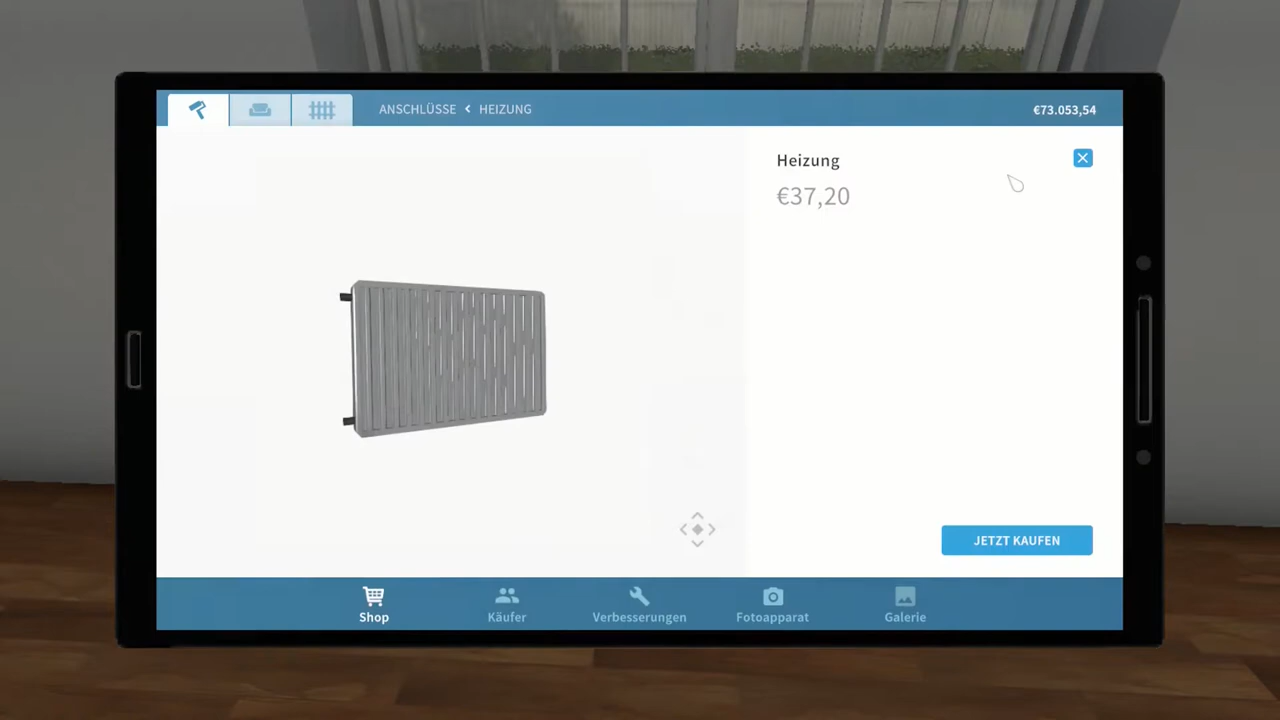 ANSCHLÜSSE < HEIZUNG
€73.053,54
Heizung
€37,20
JETZT KAUFEN
Shop
Käufer
Verbesserungen
Fotoapparat
Galerie